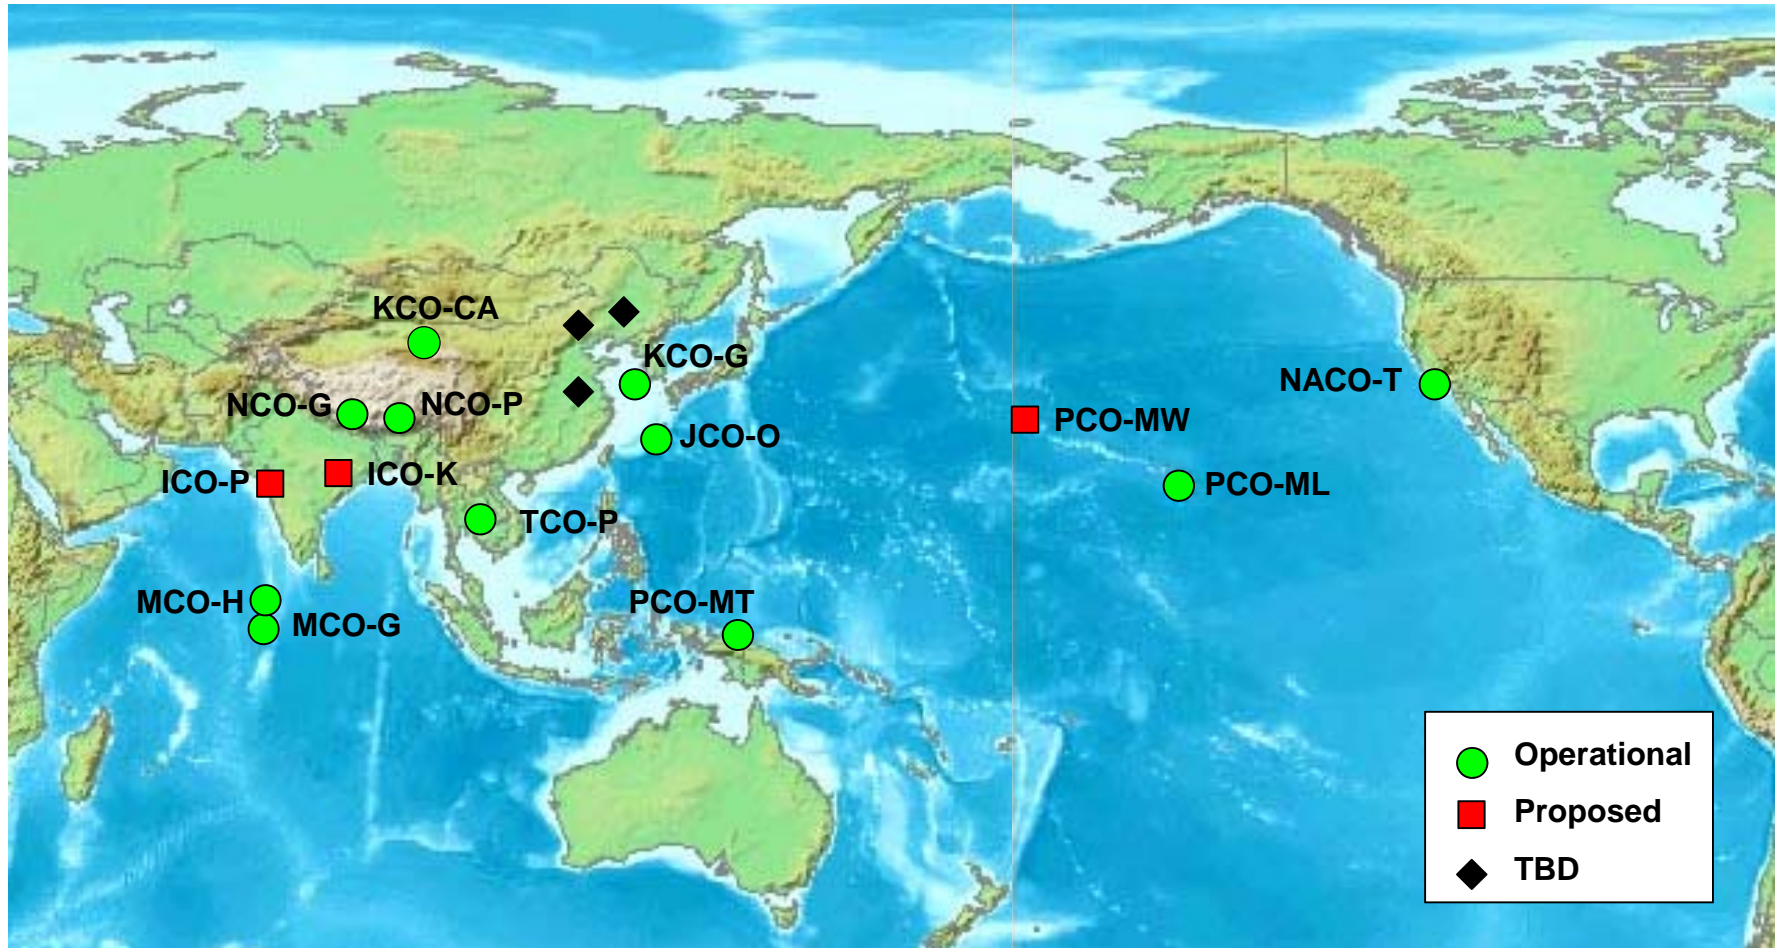 KCO-CA
KCO-G
NACO-T
NCO-G
NCO-P
PCO-MW
JCO-O
ICO-P
ICO-K
PCO-ML
TCO-P
MCO-H
PCO-MT
MCO-G
Operational
Proposed
TBD